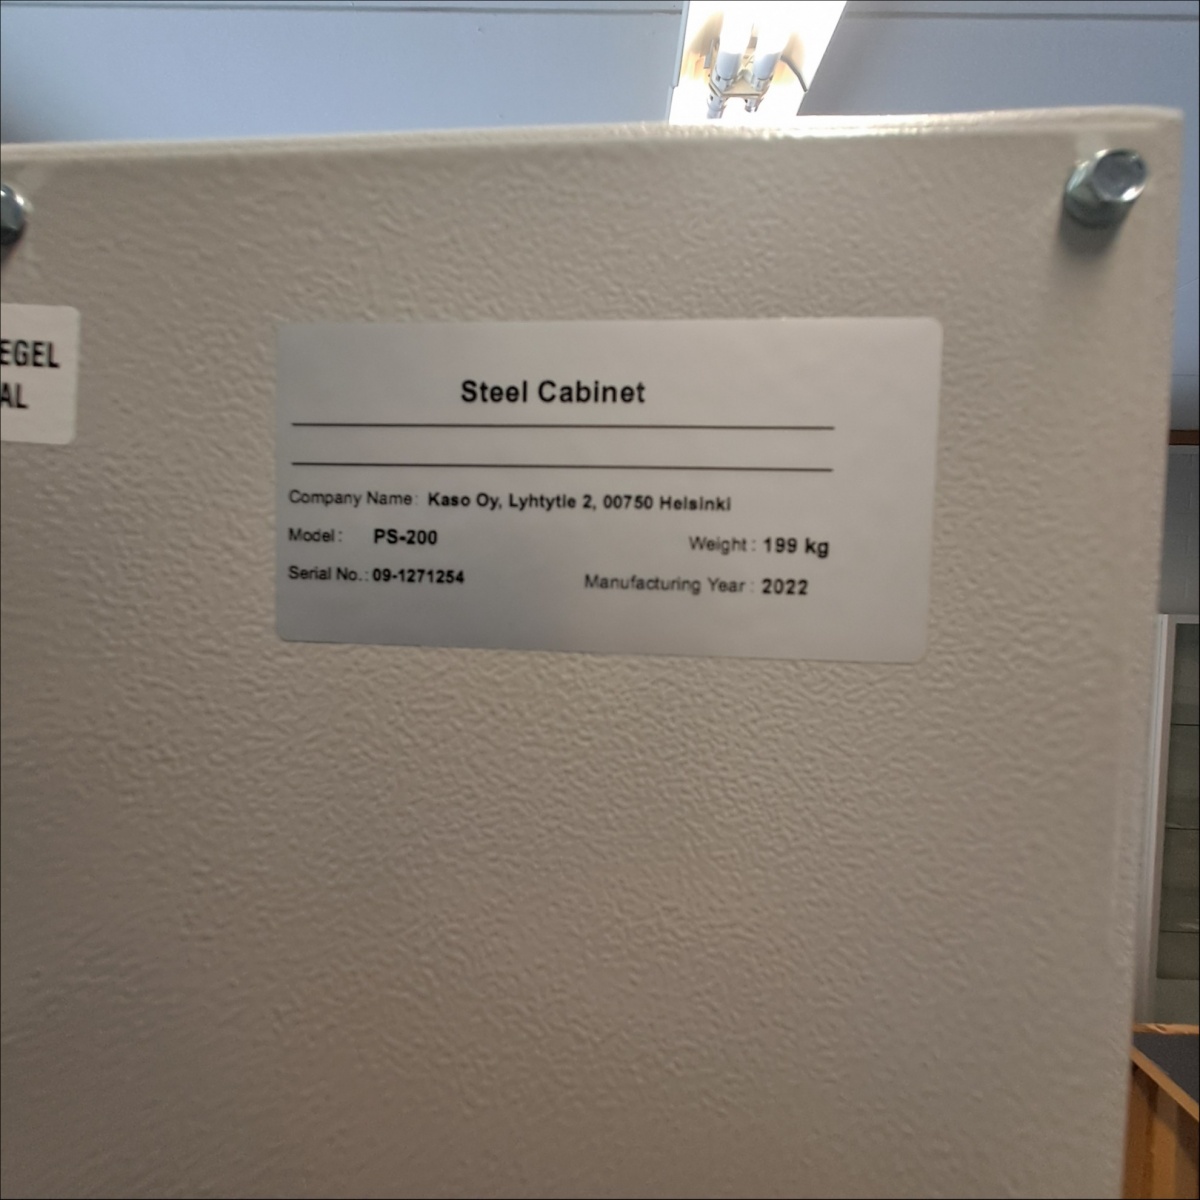 EGEL
AL
Steel Cabinet
Company Name: Kaso Oy, Lyhtytie 2, 00750 Helsinki
Model: PS-200
Weight: 199 kg
Serial No.: 09-1271254
Manufacturing Year: 2022